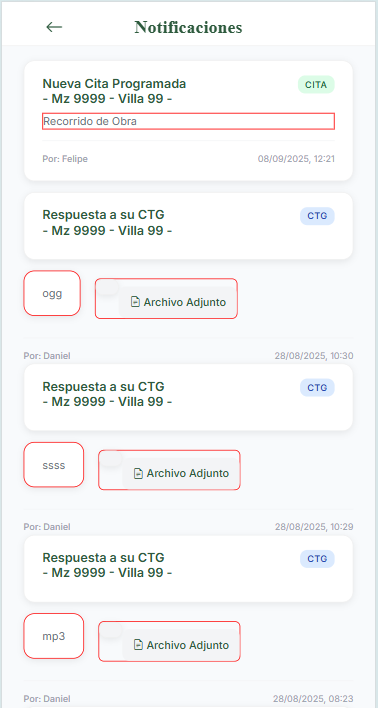 Notificaciones
Nueva Cita Programada
CITA
- Mz 9999 - Villa 99 -
Recorrido de Obra
Por: Felipe
08/09/2025, 12:21
Respuesta a su CTG
CTG
- Mz 9999 - Villa 99 -
ogg
Archivo Adjunto
Por: Daniel
28/08/2025, 10:30
Respuesta a su CTG
CTG
- Mz 9999 - Villa 99 -
ssss
Archivo Adjunto
Por: Daniel
28/08/2025, 10:29
Respuesta a su CTG
CTG
- Mz 9999 - Villa 99 -
mp3
Archivo Adjunto
Por: Daniel
28/08/2025, 08:23